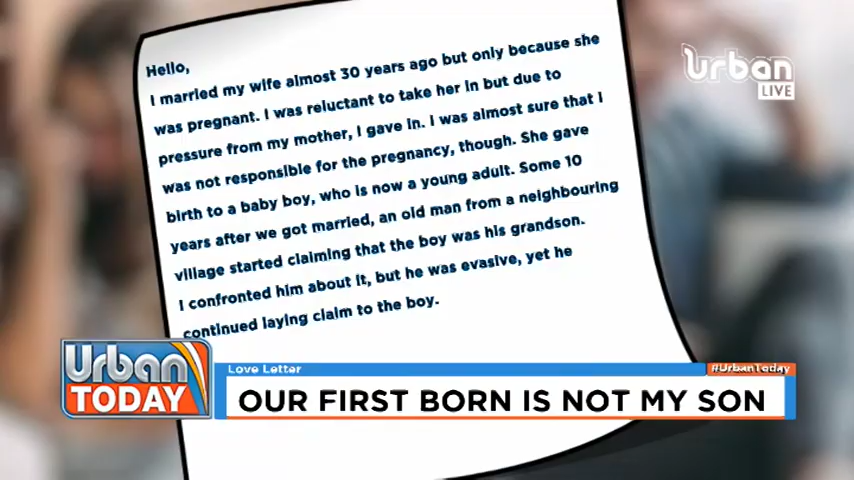 Hello,
I married my wife almost 30 years ago but only because she
was pregnant. I was reluctant to take her in but due to
pressure from my mother, I gave in. I was almost sure that I
was not responsible for the pregnancy, though. She gave
birth to a baby boy, who is now a young adult. Some 10
years after we got married, an old man from a neighbouring
village started claiming that the boy was his grandson.
I confronted him about it, but he was evasive, yet he
continued laying claim to the boy.
Urban
LIVE
Urban
TODAY
Love Letter
#UrbanToday
OUR FIRST BORN IS NOT MY SON